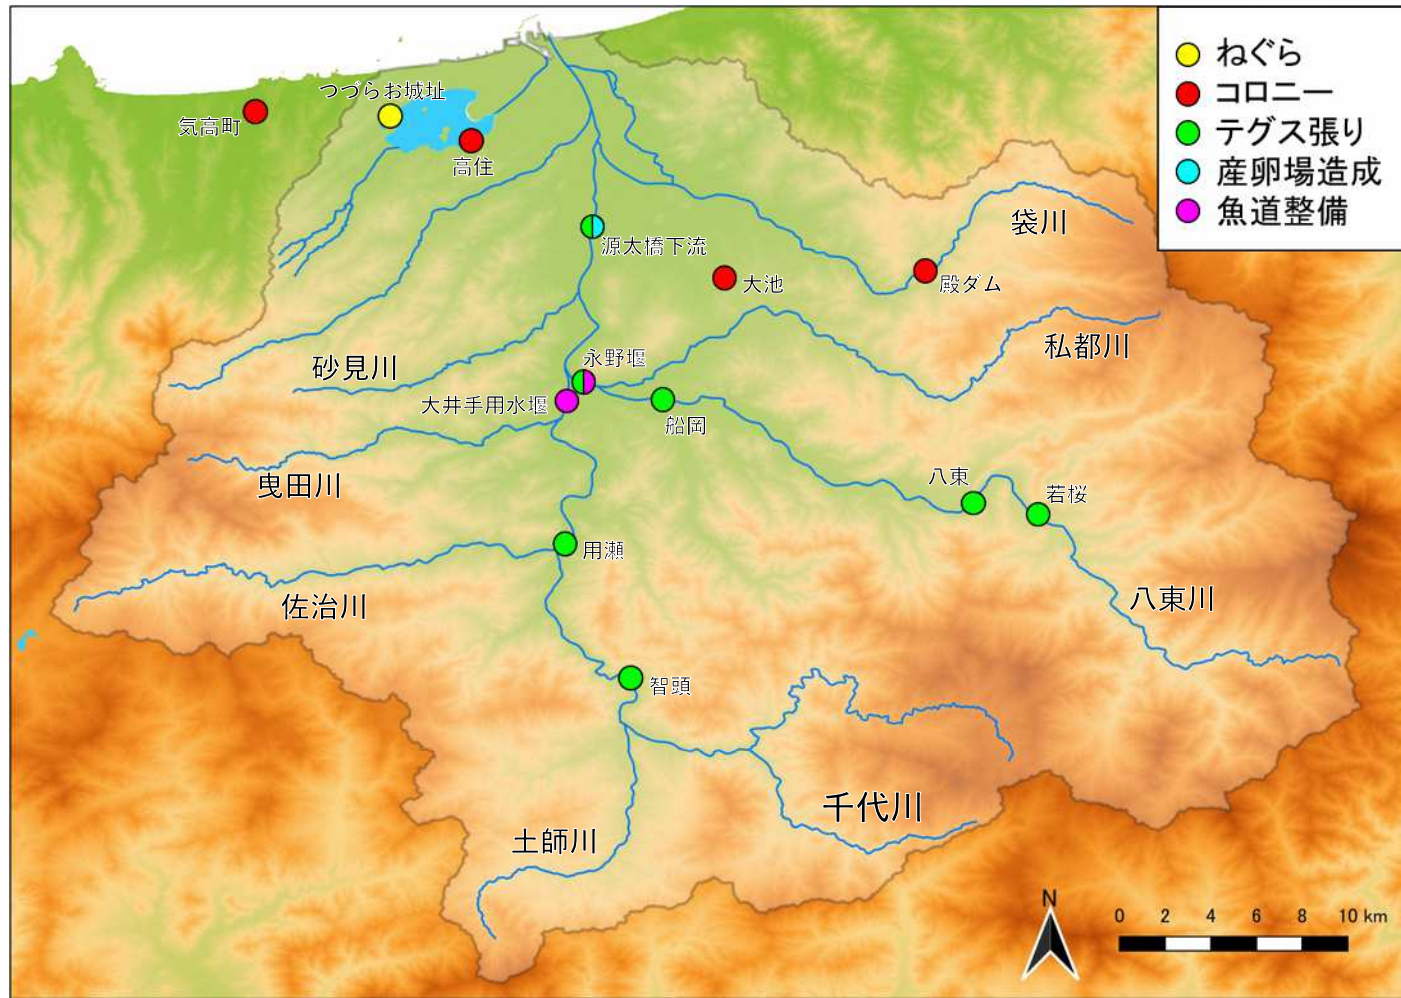 ねぐら
コロニー
テグス張り
産卵場造成
魚道整備
つづらお城址
気高町
高住
源太橋下流
大池
殿ダム
袋川
私都川
砂見川
永野堰
大井手用水堰
船岡
曳田川
八東
若桜
用瀬
佐治川
八東川
智頭
千代川
土師川
N
0 2 4 6 8 10 km